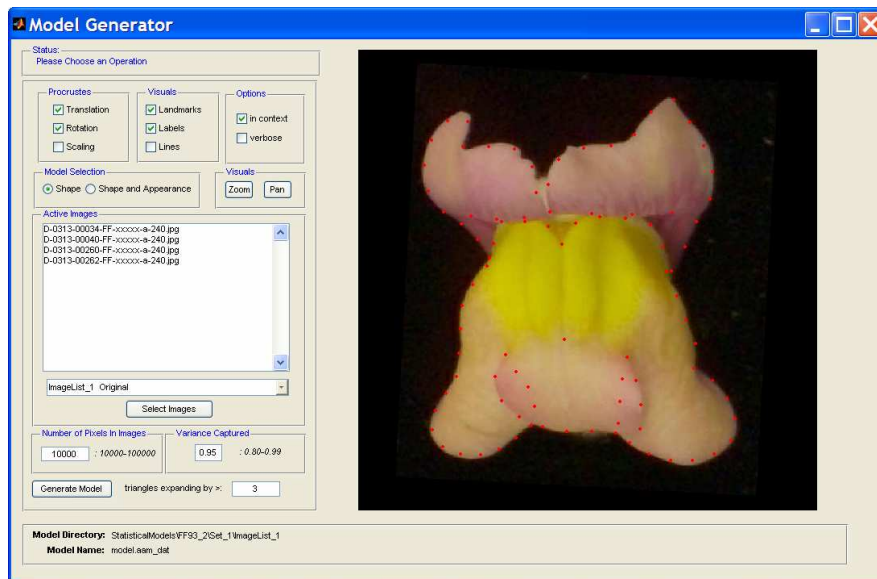 Model Generator
Status:
Please Choose an Operation
Procrustes
Translation
Rotation
Scaling
Visuals
Landmarks
Labels
Lines
Options
in context
verbose
Model Selection
Shape Shape and Appearance
Visuals
Zoom Pan
Active Images
D-0313-00034-FF-xxxxx-a-240.jpg
D-0313-00040-FF-xxxxx-a-240.jpg
D-0313-00260-FF-xxxxx-a-240.jpg
D-0313-00262-FF-xxxxx-a-240.jpg
ImageList_1 Original
Select Images
Number of Pixels In Images
10000 : 10000-100000
Variance Captured
0.95 : 0.80-0.99
Generate Model triangles expanding by >: 3
Model Directory: StatisticalModels\FF93_2\Set_1\ImageList_1
Model Name: model.aam_dat